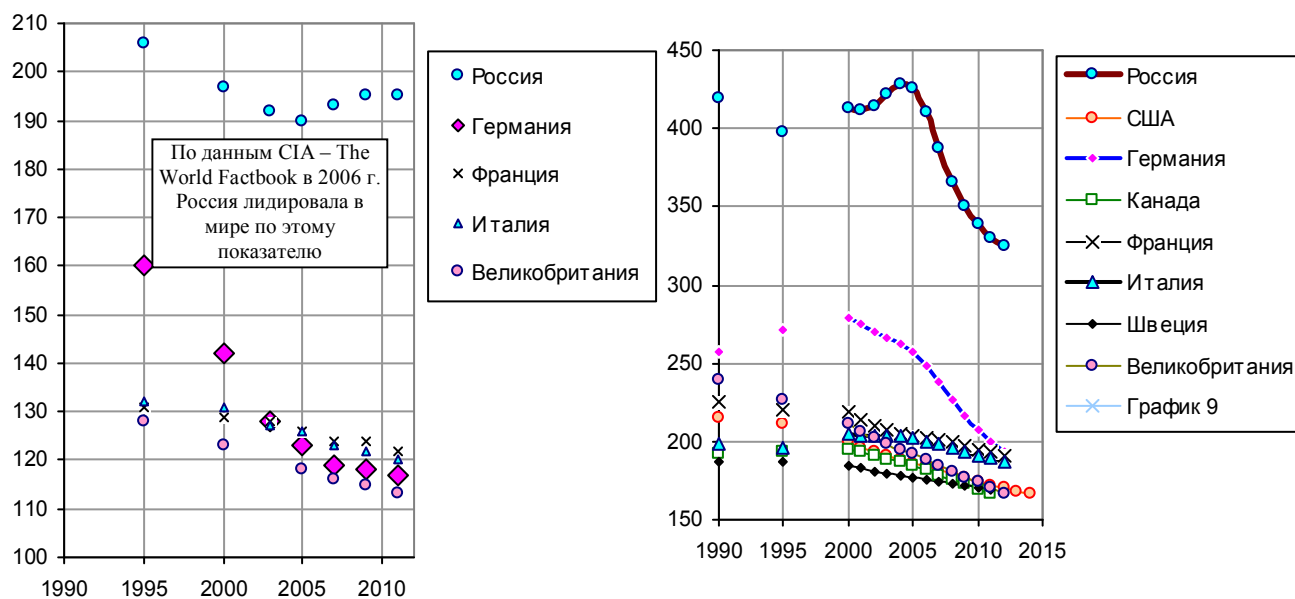 210
200
190
180
170
160
150
140
130
120
110
100
1990
1995
2000
2005
2010
По данным CIA – The
World Factbook в 2006 г.
Россия лидировала в
мире по этому
показателю
Россия
Германия
Франция
Италия
Великобритания
450
400
350
300
250
200
150
1990
1995
2000
2005
2010
2015
Россия
США
Германия
Канада
Франция
Италия
Швеция
Великобритания
График 9